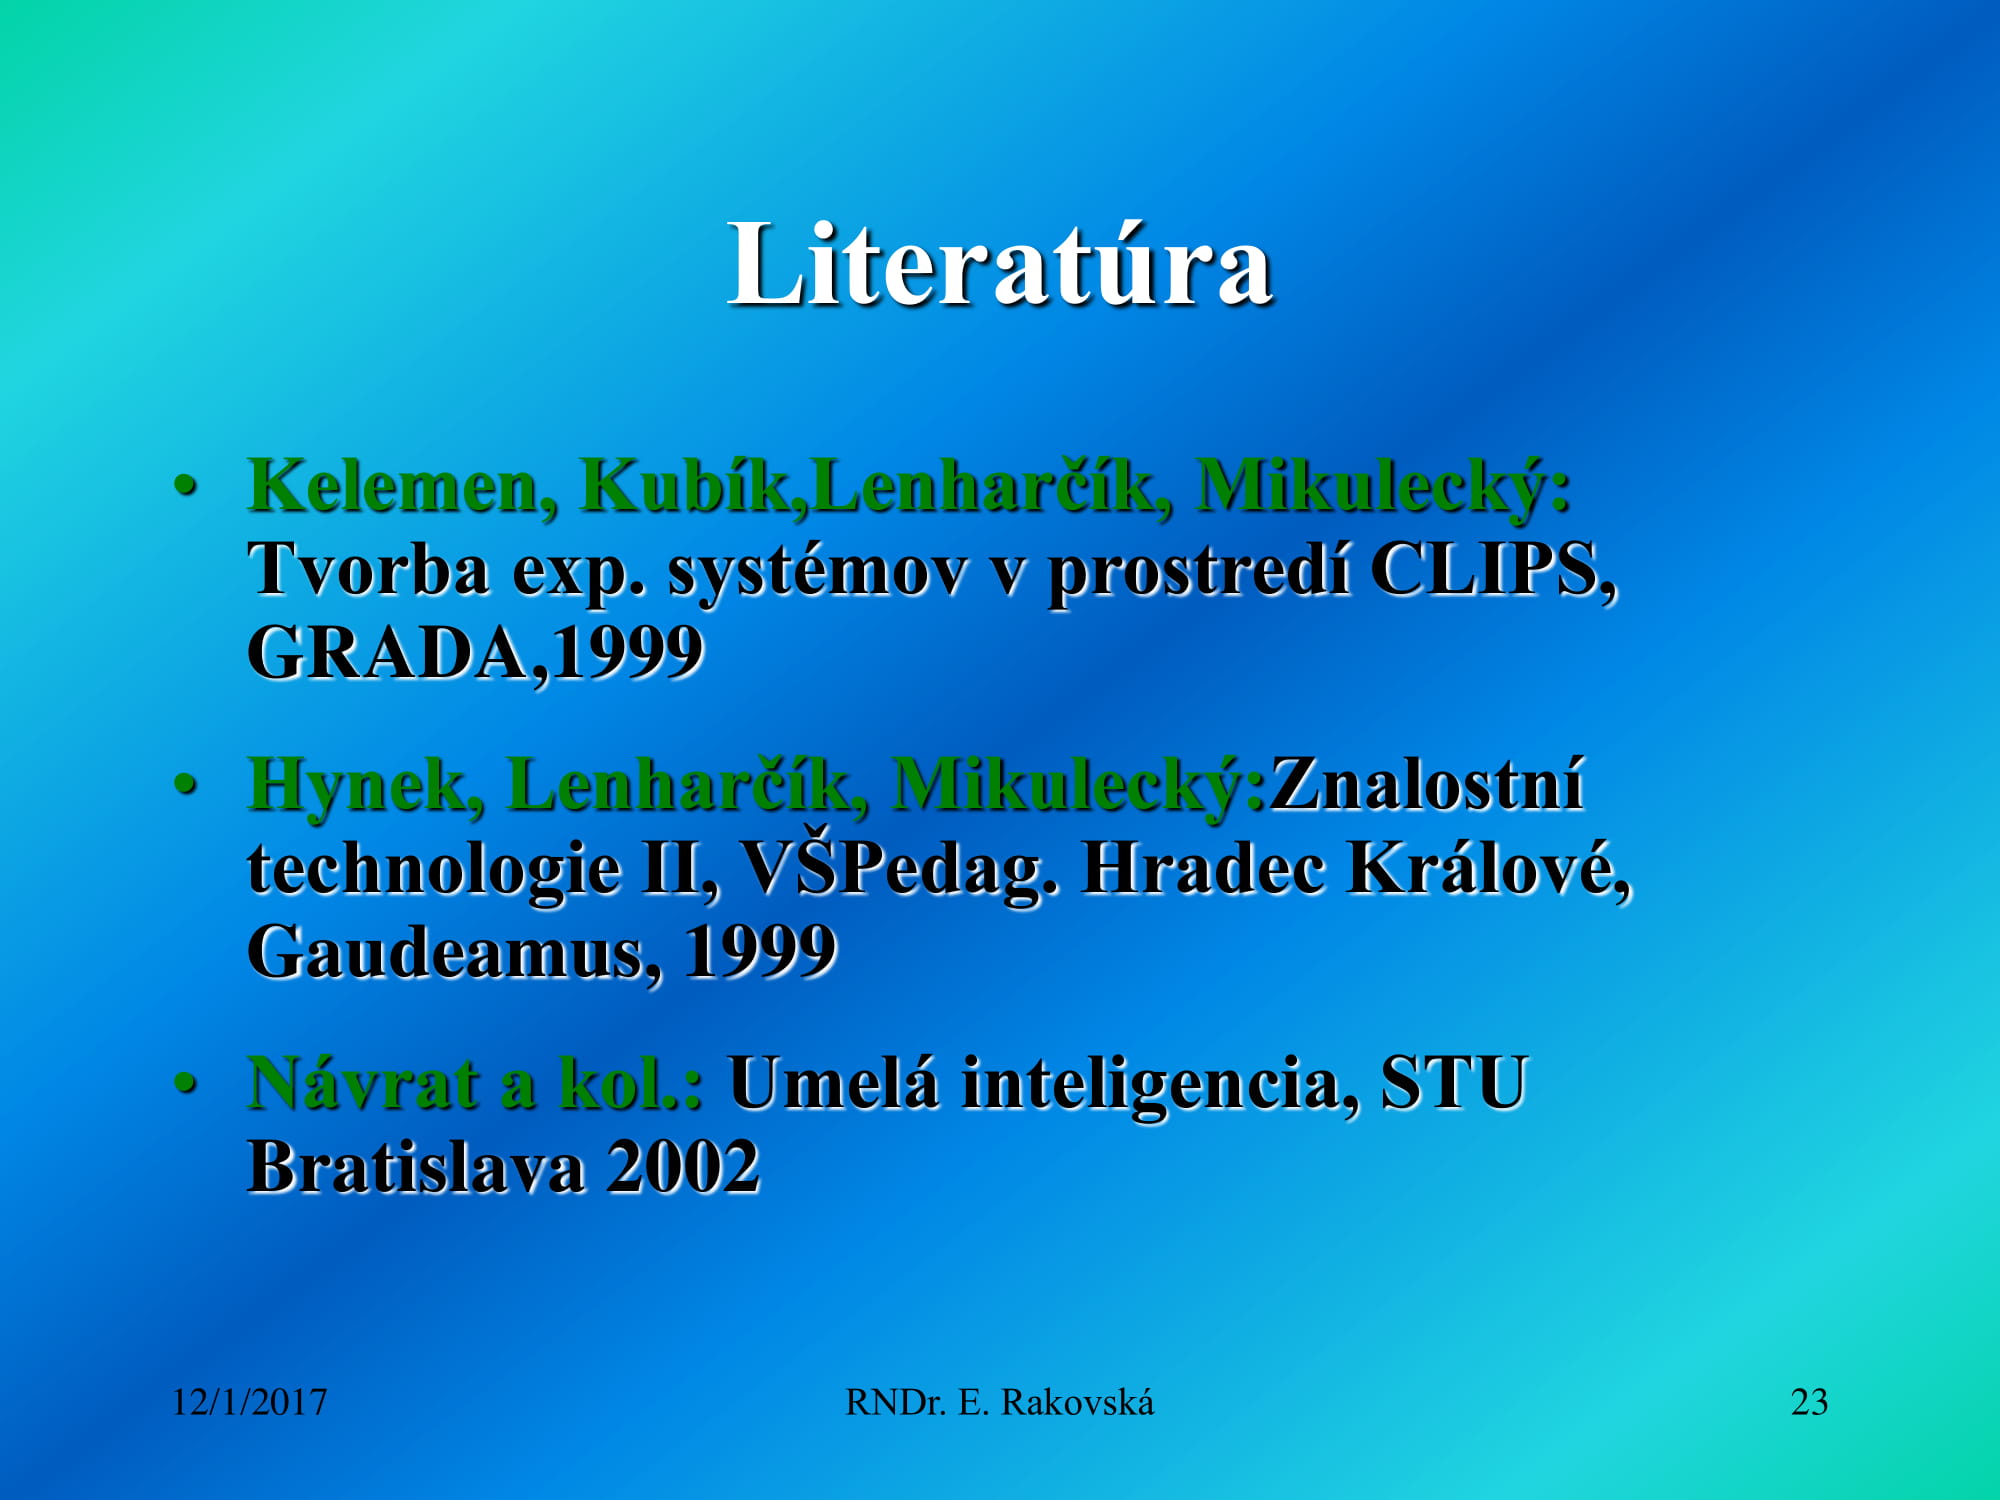 Literatúra
• Kelemen, Kubík,Lenharčík, Mikulecký:
Tvorba exp. systémov v prostredí CLIPS,
GRADA,1999
• Hynek, Lenharčík, Mikulecký:Znalostní
technologie II, VŠPedag. Hradec Králové,
Gaudeamus, 1999
• Návrat a kol.: Umelá inteligencia, STU
Bratislava 2002
12/1/2017
RNDr. E. Rakovská
23